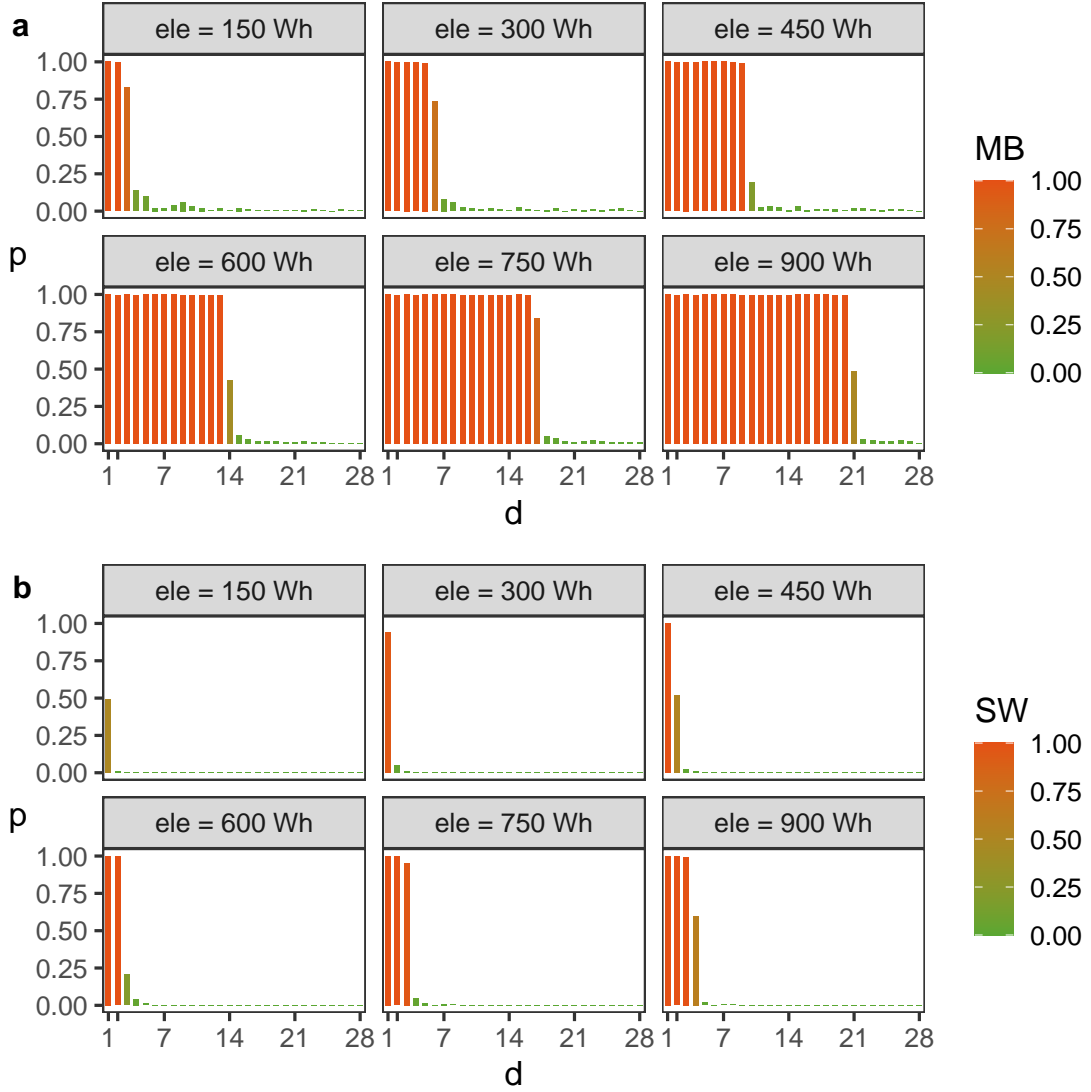 a
ele = 150 Wh
ele = 300 Wh
ele = 450 Wh
1.00
0.75
0.50
0.25
0.00
p
ele = 600 Wh
ele = 750 Wh
ele = 900 Wh
1.00
0.75
0.50
0.25
0.00
1 7 14 21 28
1 7 14 21 28
1 7 14 21 28
d
MB
1.00
0.75
0.50
0.25
0.00
b
ele = 150 Wh
ele = 300 Wh
ele = 450 Wh
1.00
0.75
0.50
0.25
0.00
p
ele = 600 Wh
ele = 750 Wh
ele = 900 Wh
1.00
0.75
0.50
0.25
0.00
1 7 14 21 28
1 7 14 21 28
1 7 14 21 28
d
SW
1.00
0.75
0.50
0.25
0.00